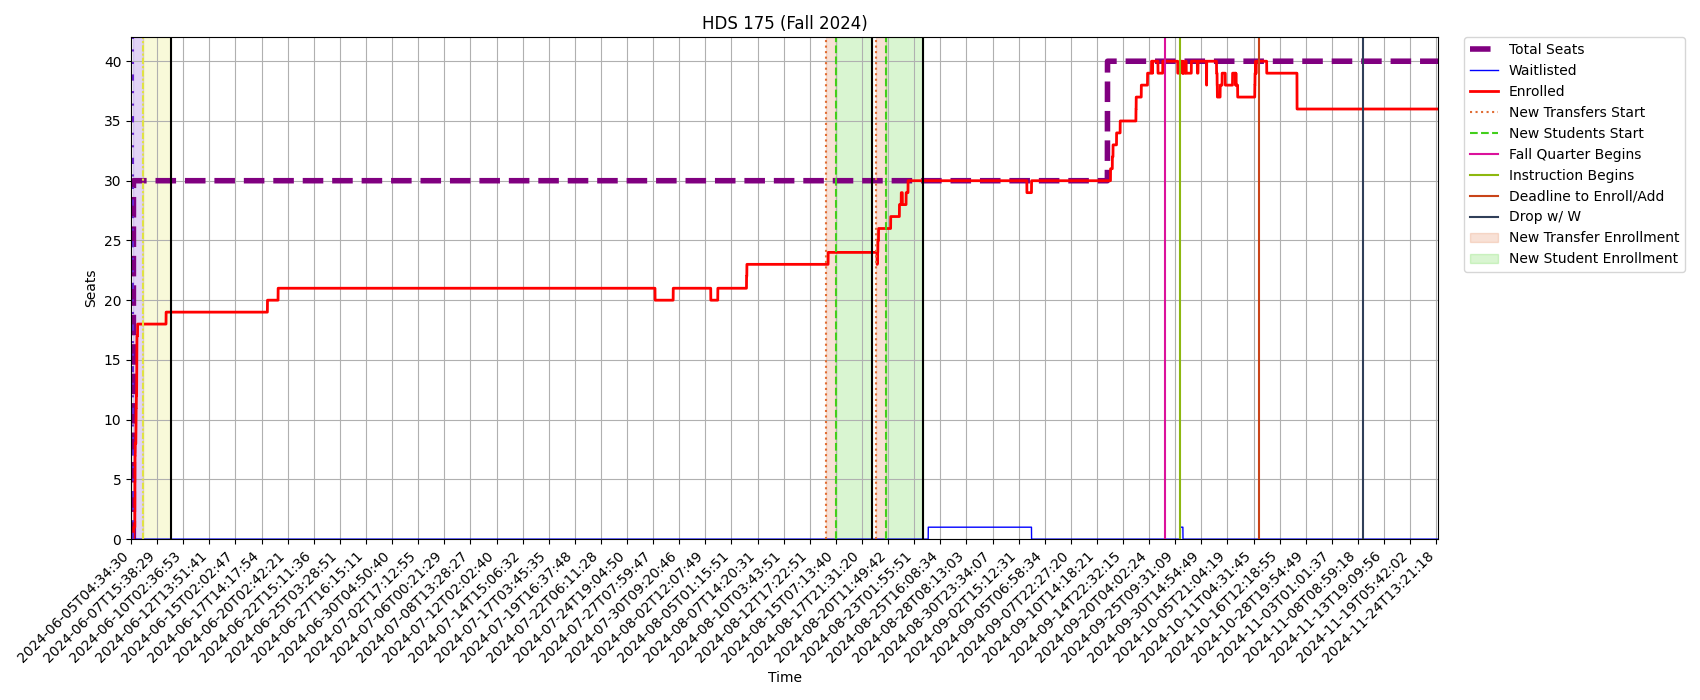 HDS 175 (Fall 2024)
Seats
40
35
30
25
20
15
10
5
0
Total Seats
Waitlisted
Enrolled
New Transfers Start
New Students Start
Fall Quarter Begins
Instruction Begins
Deadline to Enroll/Add
Drop w/ W
New Transfer Enrollment
New Student Enrollment
2024-06-05T04:34:30
2024-06-07T15:38:29
2024-06-10T02:36:53
2024-06-12T13:51:41
2024-06-15T02:02:47
2024-06-17T14:17:54
2024-06-20T02:42:21
2024-06-22T15:11:36
2024-06-25T03:28:51
2024-06-27T16:15:11
2024-06-30T04:50:40
2024-07-02T17:12:55
2024-07-06T00:21:29
2024-07-08T13:28:27
2024-07-12T02:02:40
2024-07-14T15:06:32
2024-07-17T03:45:35
2024-07-19T16:37:48
2024-07-22T06:11:28
2024-07-24T19:04:50
2024-07-27T07:59:47
2024-07-30T09:20:46
2024-08-02T12:07:49
2024-08-05T01:15:51
2024-08-07T14:20:31
2024-08-10T03:43:51
2024-08-12T17:22:51
2024-08-15T07:13:40
2024-08-17T21:31:20
2024-08-20T11:49:42
2024-08-23T01:55:51
2024-08-25T16:08:34
2024-08-28T08:13:03
2024-08-30T23:34:07
2024-09-02T15:12:31
2024-09-05T06:58:34
2024-09-07T22:27:20
2024-09-10T14:18:21
2024-09-14T22:32:15
2024-09-20T04:02:24
2024-09-25T09:31:09
2024-09-30T14:54:49
2024-10-05T21:04:19
2024-10-11T04:31:45
2024-10-16T12:18:55
2024-10-28T19:54:49
2024-11-03T01:01:37
2024-11-08T08:59:18
2024-11-13T19:09:56
2024-11-19T05:42:02
2024-11-24T13:21:18
Time